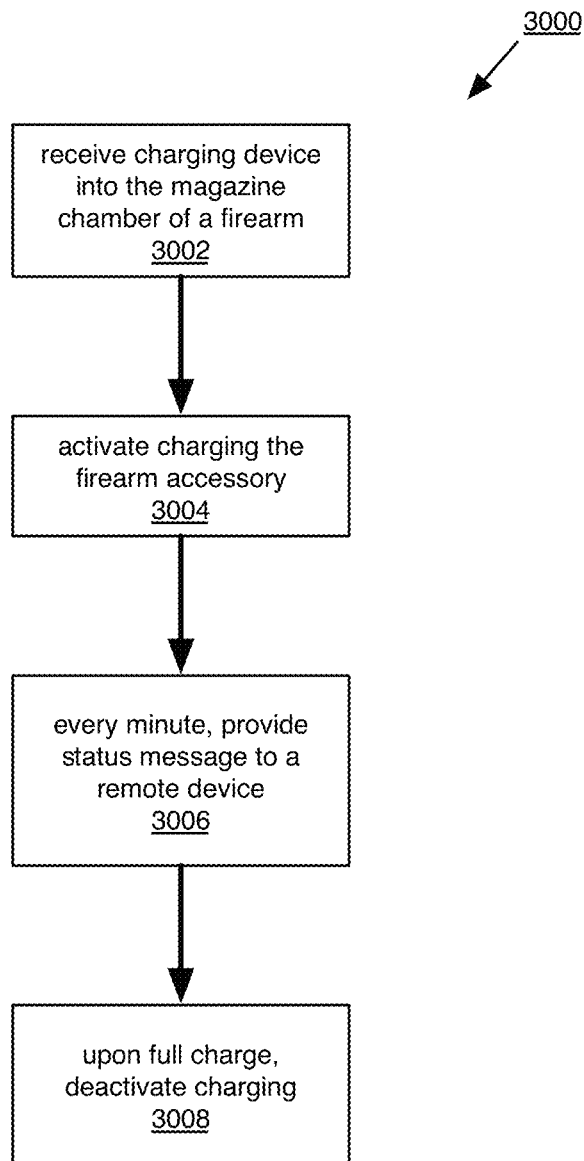 3000
receive charging device
into the magazine
chamber of a firearm
3002
activate charging the
firearm accessory
3004
every minute, provide
status message to a
remote device
3006
upon full charge,
deactivate charging
3008